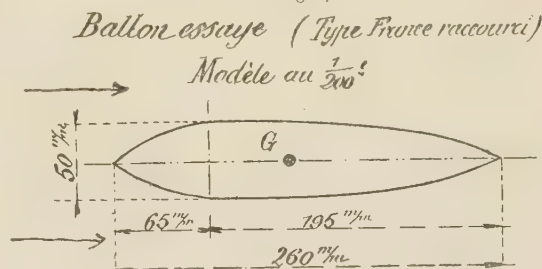 Ballon essayé (Type France raccourci)
Modèle au 1/200e
G
50 m/m
65 m/m
195 m/m
260 m/m